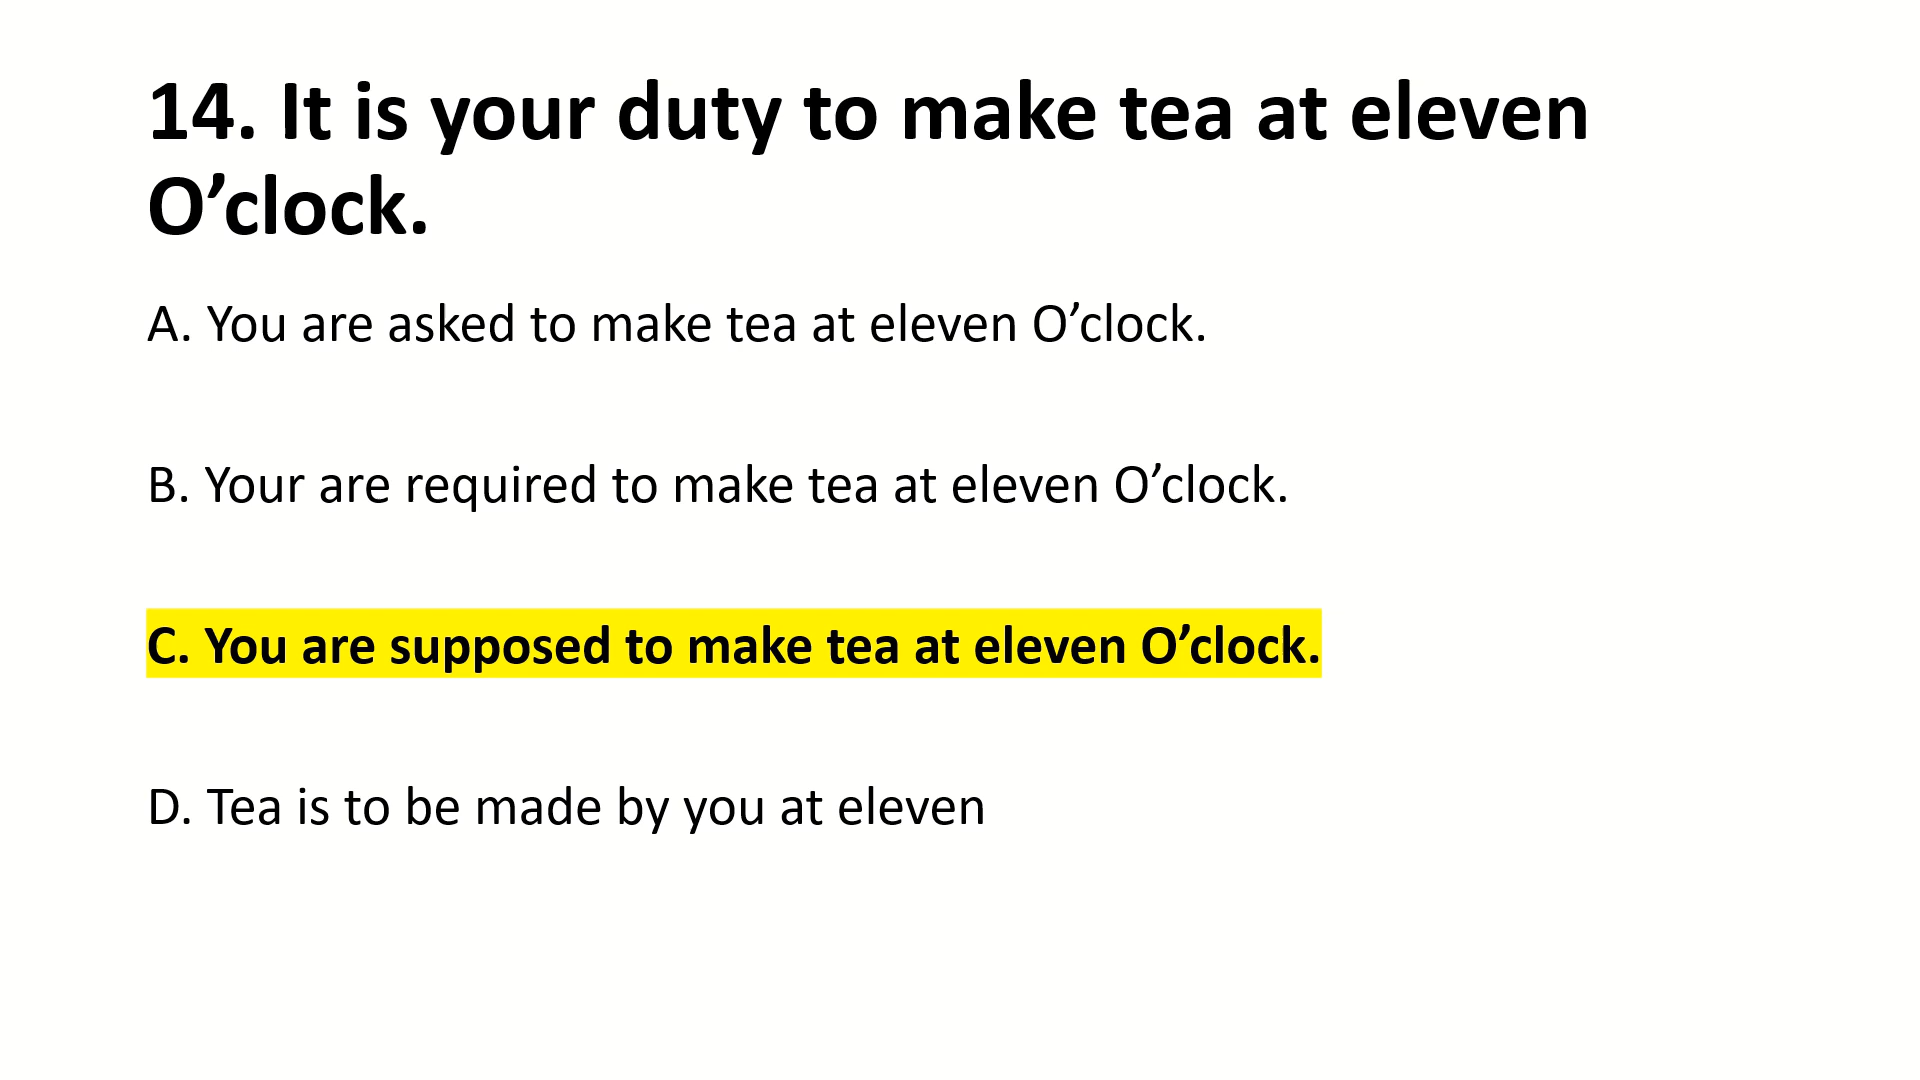 14. It is your duty to make tea at eleven
O’clock.
A. You are asked to make tea at eleven O’clock.
B. Your are required to make tea at eleven O’clock.
C. You are supposed to make tea at eleven O’clock.
D. Tea is to be made by you at eleven